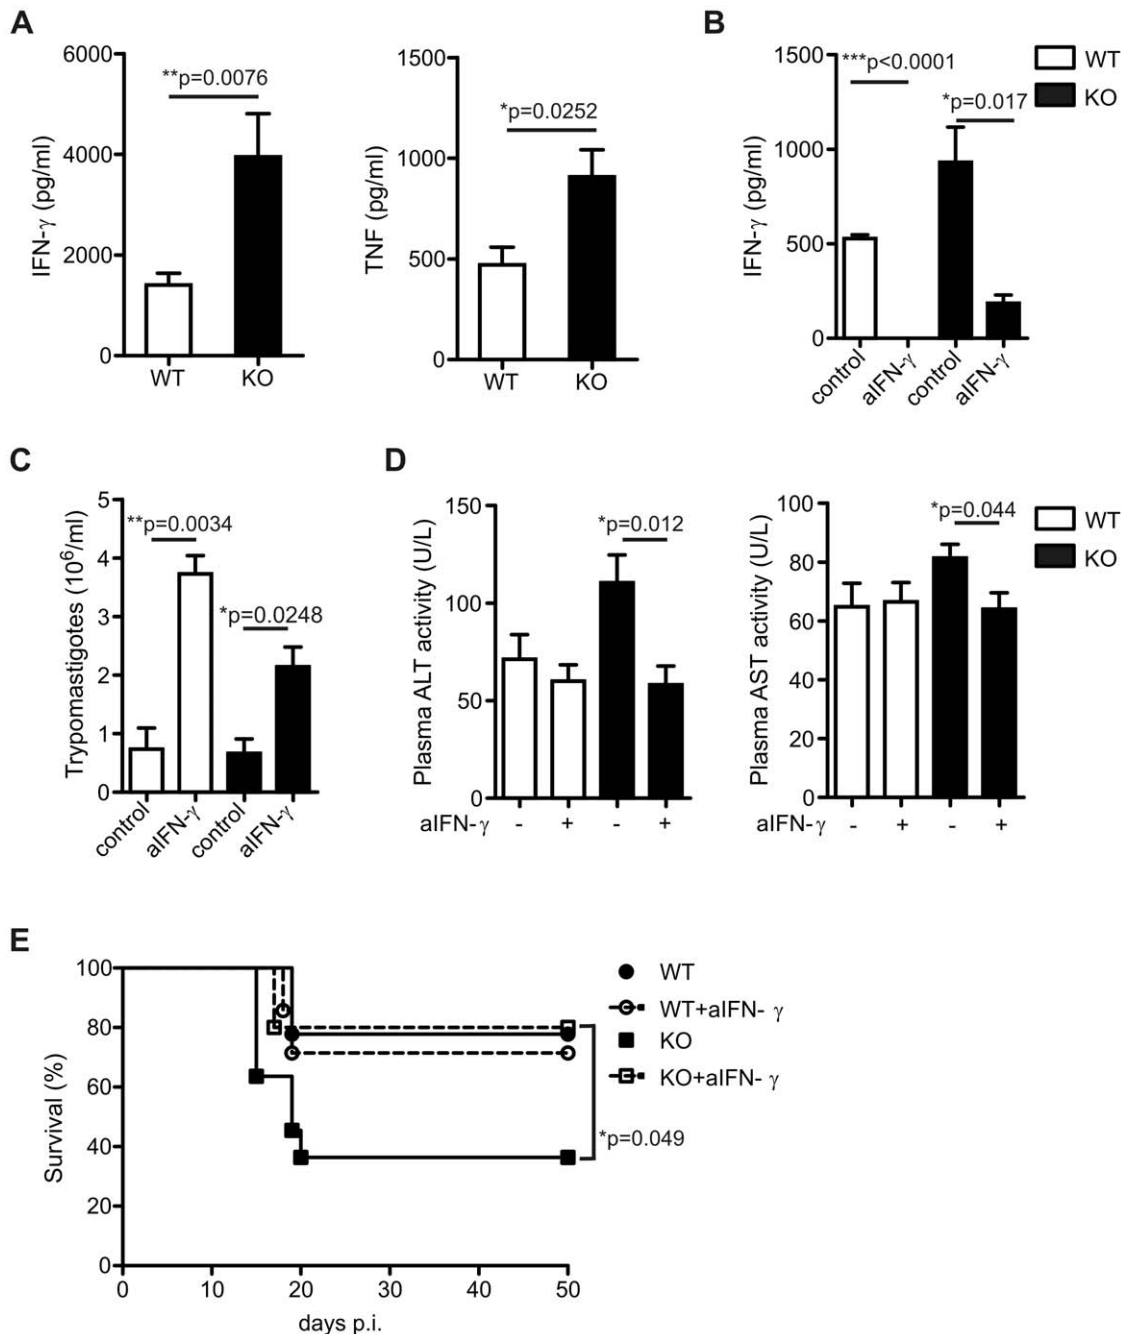 A
6000
4000
2000
0
IFN-γ (pg/ml)
**p=0.0076
WT
KO
1500
1000
500
0
TNF (pg/ml)
*p=0.0252
WT
KO
B
1500
1000
500
0
IFN-γ (pg/ml)
***p<0.0001
*p=0.017
control
aIFN-γ
control
aIFN-γ
WT
KO
C
5
4
3
2
1
0
Trypomastigotes (10⁶/ml)
**p=0.0034
*p=0.0248
control
aIFN-γ
control
aIFN-γ
D
150
100
50
0
Plasma ALT activity (U/L)
*p=0.012
aIFN-γ - + - +
100
80
60
40
20
0
Plasma AST activity (U/L)
*p=0.044
aIFN-γ - + - +
WT
KO
E
100
80
60
40
20
0
Survival (%)
0 10 20 30 40 50
days p.i.
WT
WT+aIFN- γ
KO
KO+aIFN- γ
*p=0.049